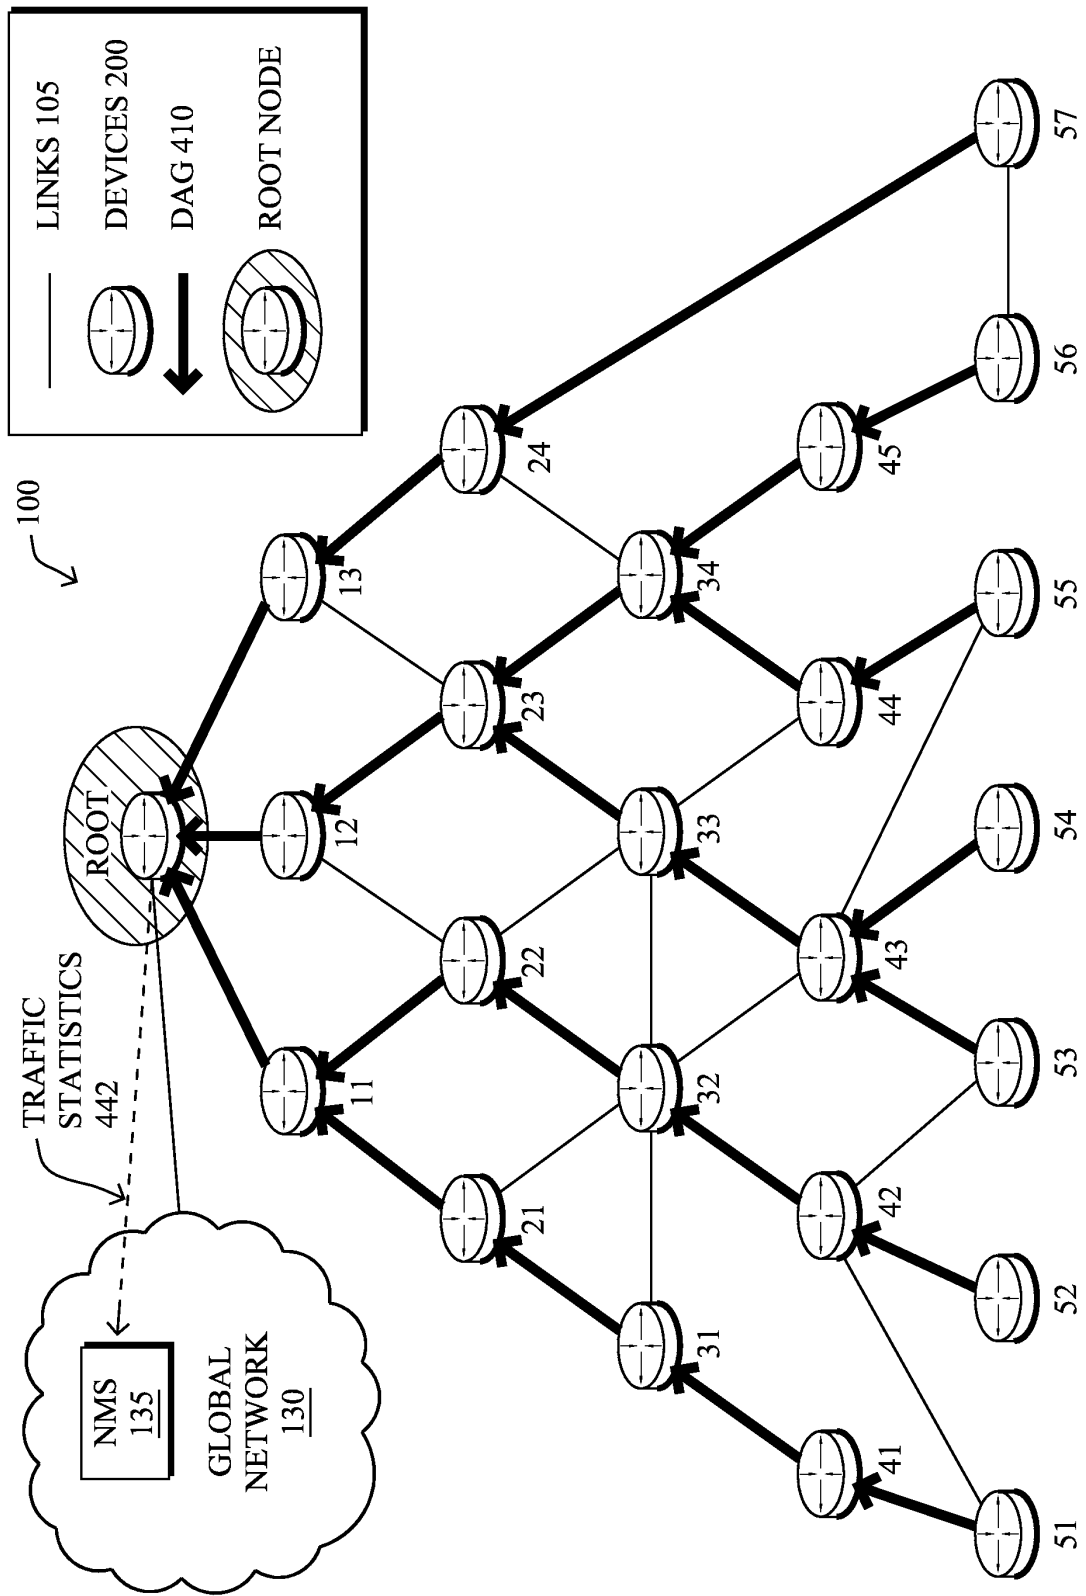 100
LINKS 105
DEVICES 200
DAG 410
ROOT NODE
TRAFFIC
STATISTICS
442
ROOT
NMS
135
GLOBAL
NETWORK
130
11
12
13
21
22
23
24
31
32
33
34
41
42
43
44
45
51
52
53
54
55
56
57